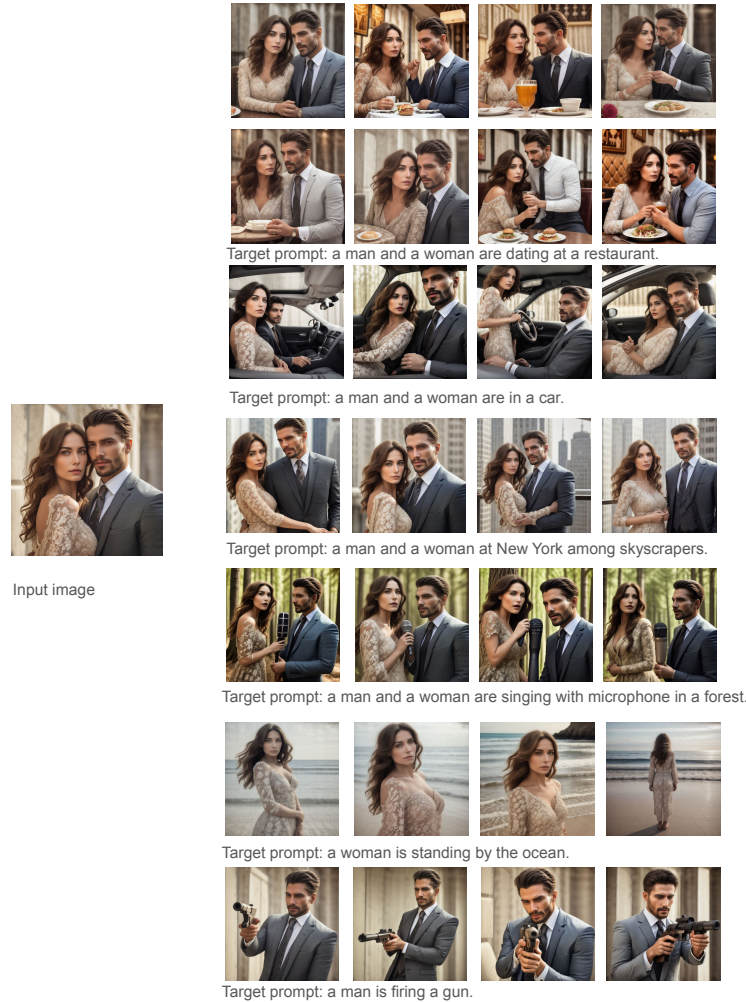 Target prompt: a man and a woman are dating at a restaurant.
Target prompt: a man and a woman are in a car.
Target prompt: a man and a woman at New York among skyscrapers.
Input image
Target prompt: a man and a woman are singing with microphone in a forest.
Target prompt: a woman is standing by the ocean.
Target prompt: a man is firing a gun.